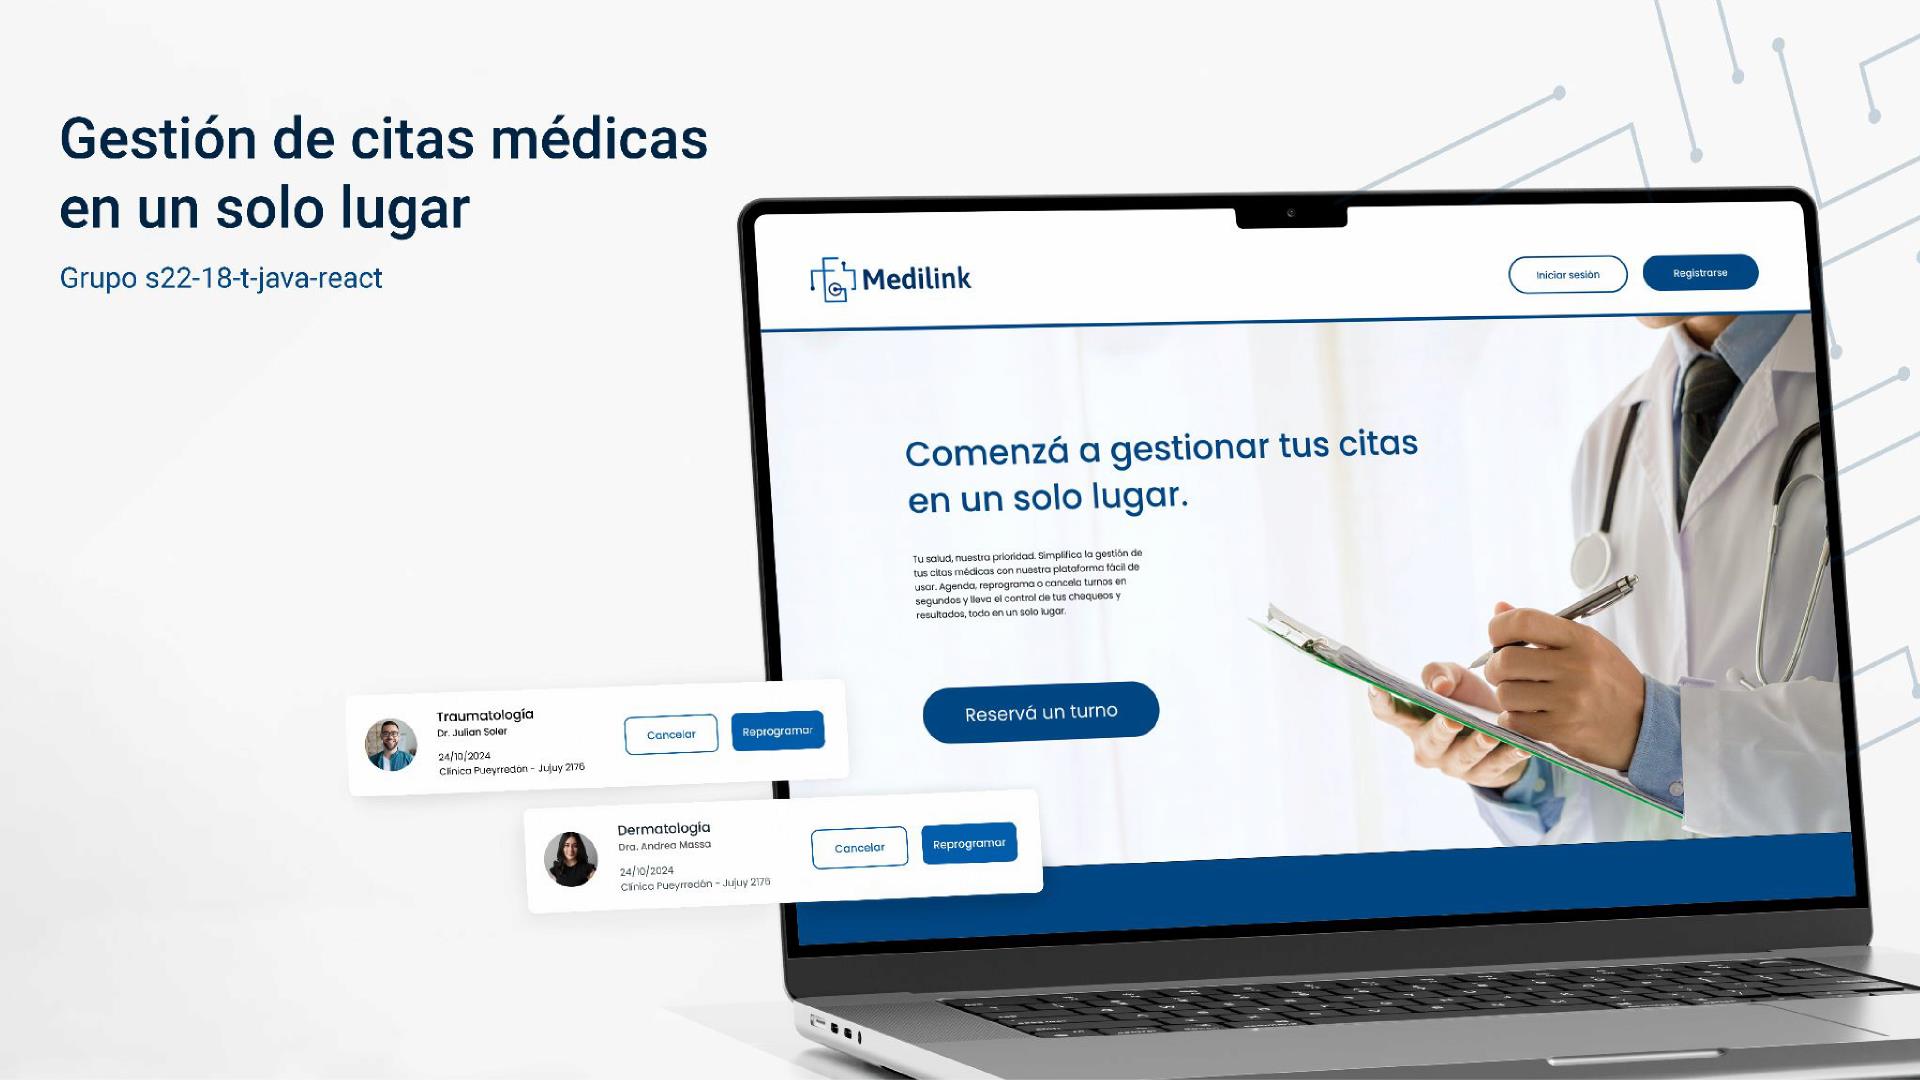 Gestión de citas médicas
en un solo lugar
Grupo s22-18-t-java-react
Medilink
Iniciar sesión
Registrarse
Comenzá a gestionar tus citas
en un solo lugar.
Tu salud, nuestra prioridad. Simplifica la gestión de
tus citas médicas con nuestra plataforma fácil de
usar. Agenda, reprograma o cancela turnos en
segundos y lleva el control de tus chequeos y
resultados, todo en un solo lugar.
Reservá un turno
Traumatología
Dr. Julian Soler
24/10/2024
Clínica Pueyrredón - Jujuy 2176
Cancelar
Reprogramar
Dermatología
Dra. Andrea Massa
24/10/2024
Clínica Pueyrredón - Jujuy 2176
Cancelar
Reprogramar